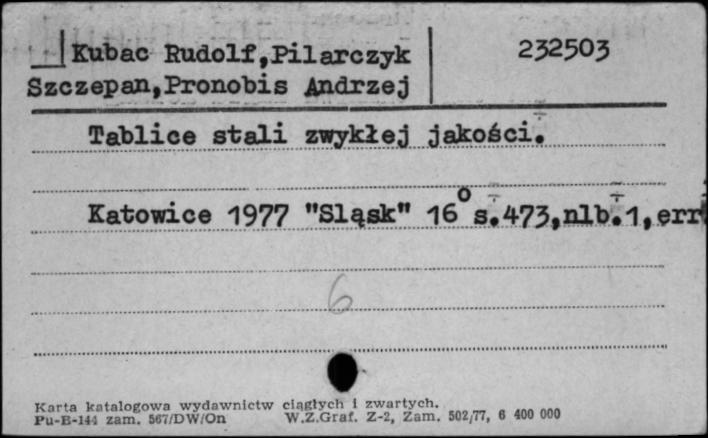 Kubac Rudolf,Pilarczyk 232503
Szczepan,Pronobis Andrzej
Tablice stali zwykłej jakości.
Katowice 1977 "Sląsk" 16° s.473,nlb.1,err
6
Karta katalogowa wydawnictw ciągłych i zwartych.
Pu-B-144 zam. 567/DW/On W.Z.Graf. Z-2, Zam. 502/77, 6 400 000